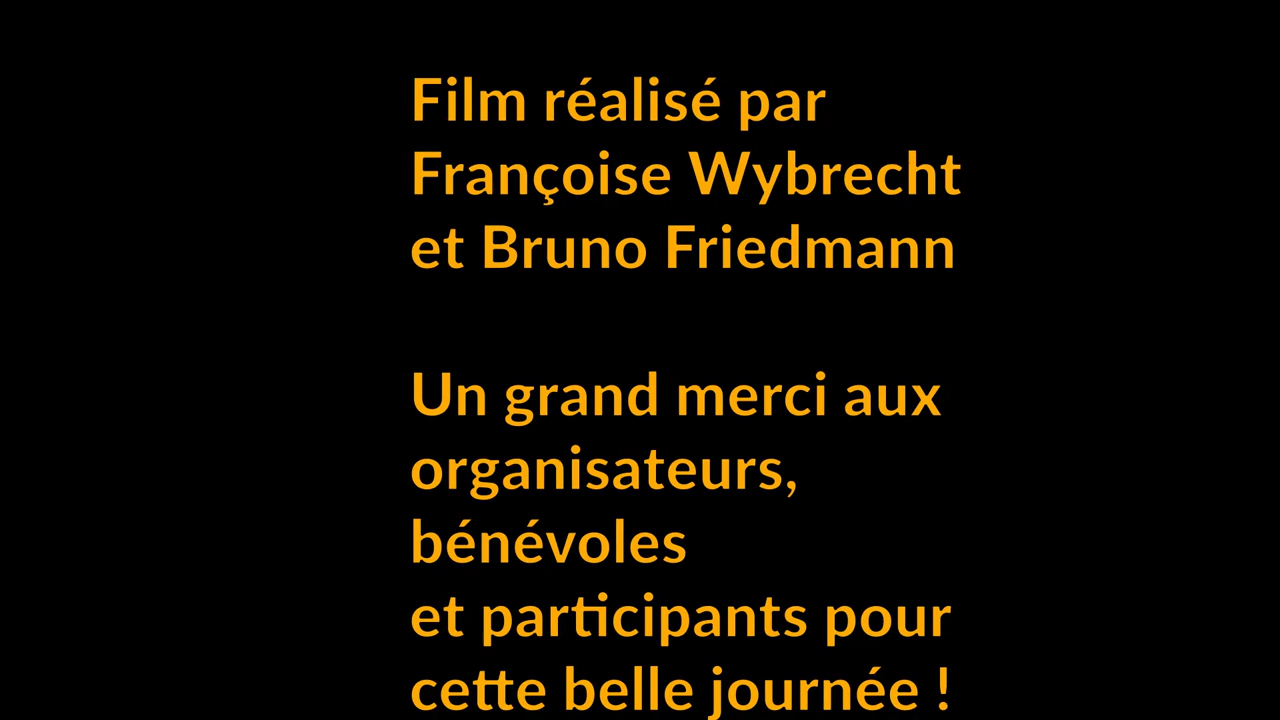 Film réalisé par
Françoise Wybrecht
et Bruno Friedmann
Un grand merci aux
organisateurs,
bénévoles
et participants pour
cette belle journée !